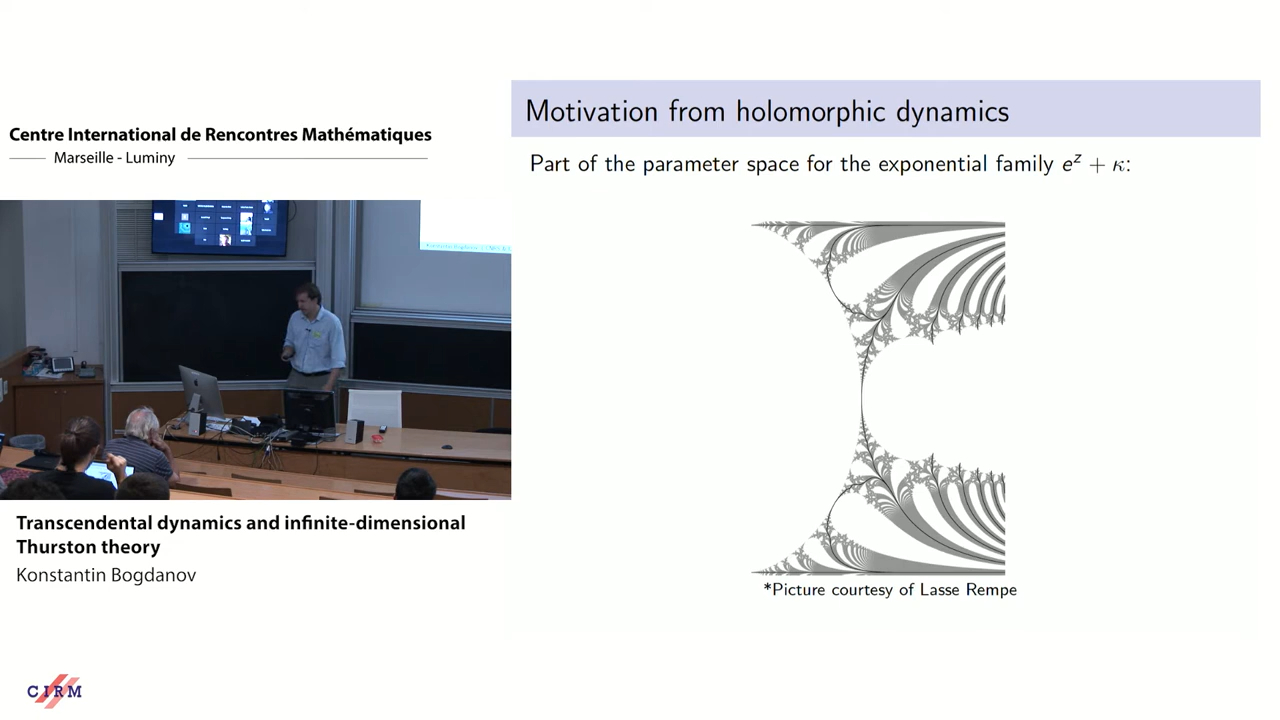 Centre International de Rencontres Mathématiques
Marseille - Luminy
Motivation from holomorphic dynamics
Part of the parameter space for the exponential family e^z + κ:
*Picture courtesy of Lasse Rempe
Transcendental dynamics and infinite-dimensional
Thurston theory
Konstantin Bogdanov
CIRM